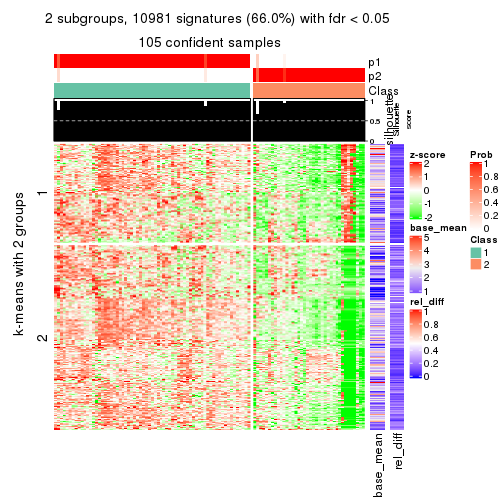 2 subgroups, 10981 signatures (66.0%) with fdr < 0.05
105 confident samples
p1
p2
Class
1
0.5
0
silhouette
Silhouette
score
k-means with 2 groups
1
2
z-score
2
1
0
-1
-2
base_mean
5
4
3
2
1
rel_diff
1
0.8
0.6
0.4
0.2
0
Prob
1
0.8
0.6
0.4
0.2
0
Class
1
2
base_mean
rel_diff